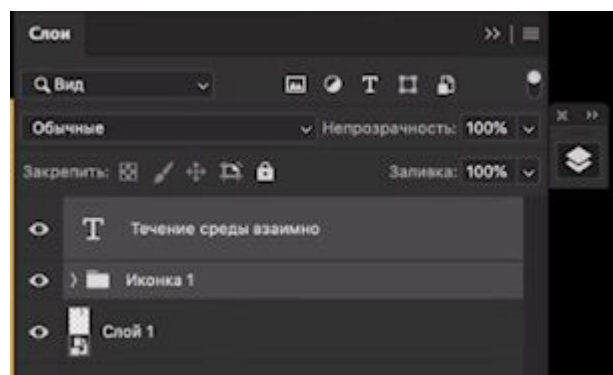 Слои
Вид
Обычные Непрозрачность: 100%
Закрепить: Заливка: 100%
T Течение среды взаимно
Иконка 1
Слой 1